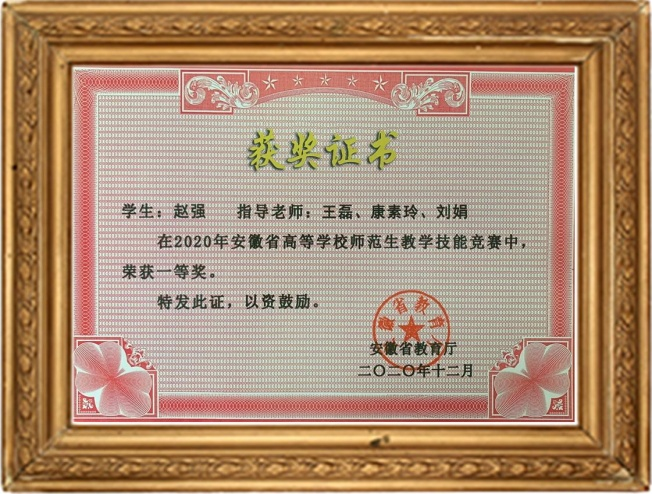 获奖证书
学生：赵强 指导老师：王磊、康素玲、刘娟
在2020年安徽省高等学校师范生教学技能竞赛中，
荣获一等奖。
特发此证，以资鼓励。
安徽省教育厅
二〇二〇年十二月